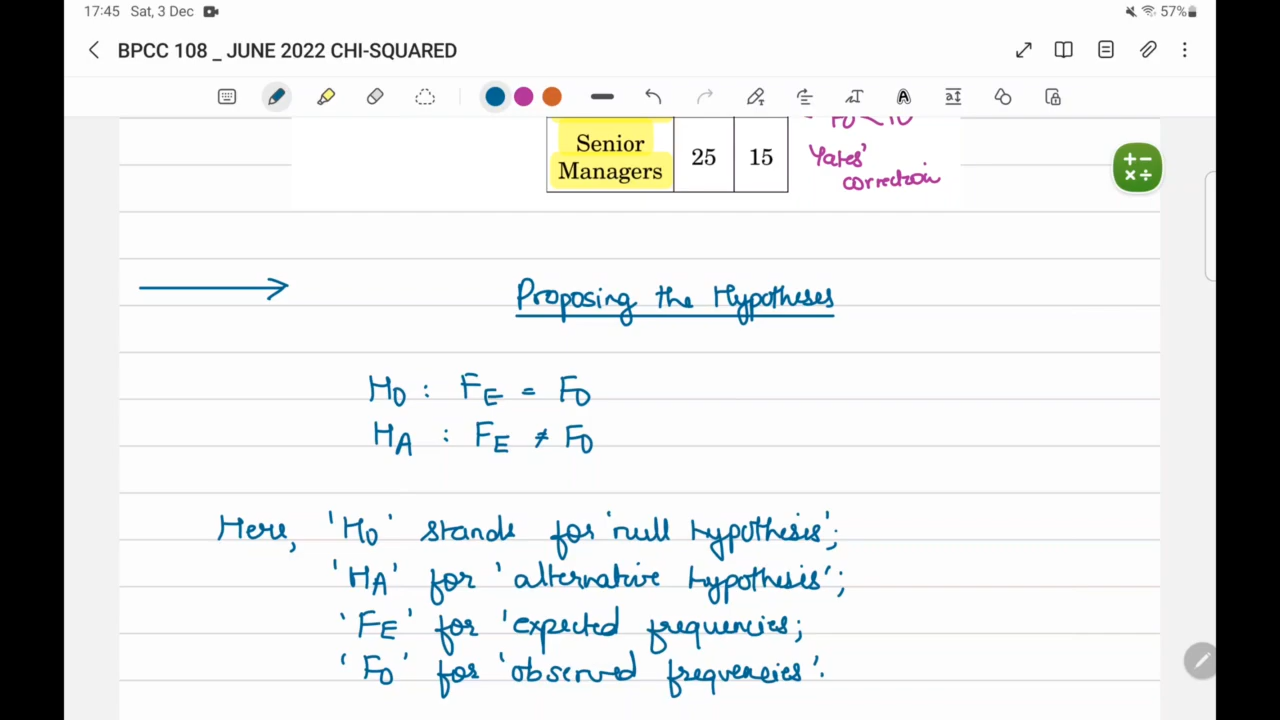 17:45 Sat, 3 Dec
57%
BPCC 108 _ JUNE 2022 CHI-SQUARED
Senior
Managers
25
15
Yates'
correction
Proposing the Hypotheses
H0 : FE = FO
HA : FE ≠ FO
Here, 'H0' stands for 'null hypothesis';
'HA' for 'alternative hypothesis';
'FE' for 'expected frequencies;
'FO' for 'observed frequencies'.